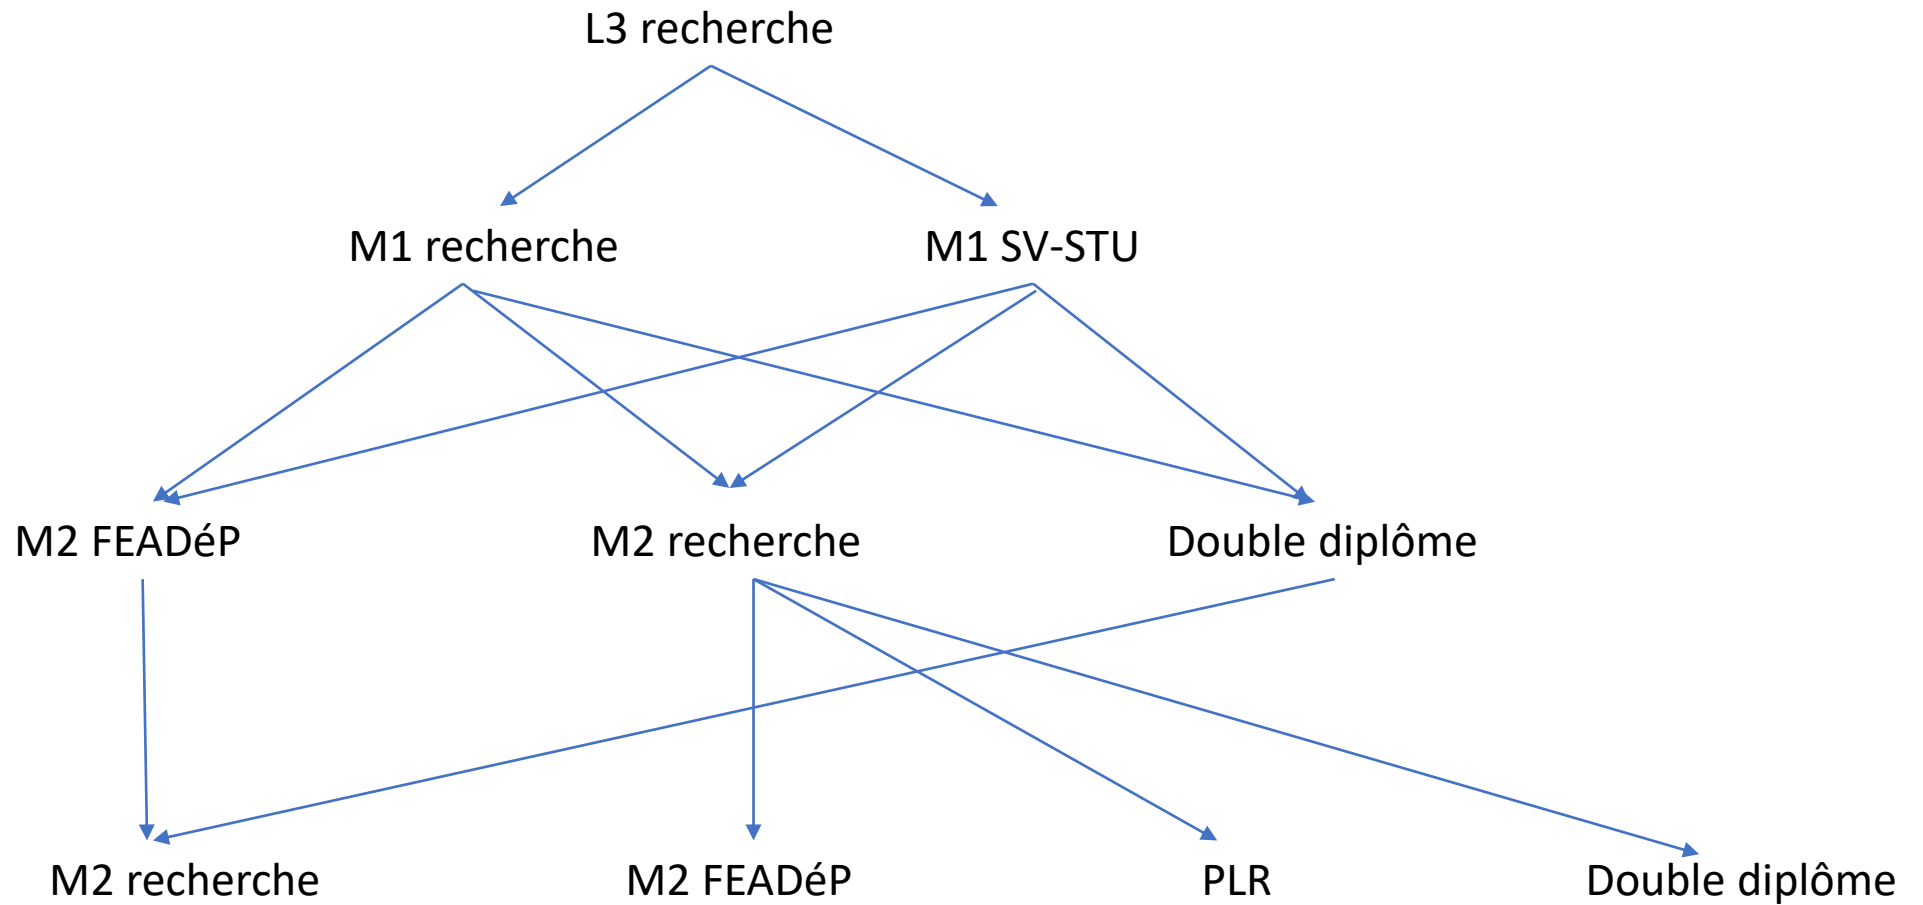 L3 recherche
M1 recherche
M1 SV-STU
M2 FEADéP
M2 recherche
Double diplôme
M2 recherche
M2 FEADéP
PLR
Double diplôme